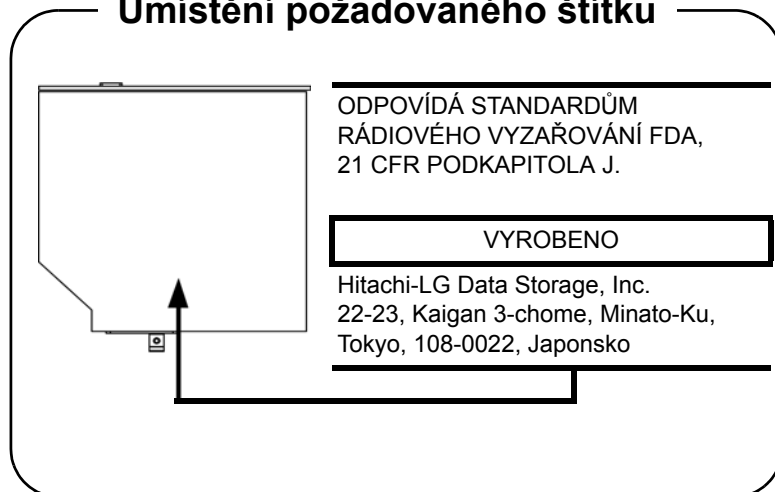 Umístění požadovaného štítku
ODPOVÍDÁ STANDARDŮM
RÁDIOVÉHO VYZAŘOVÁNÍ FDA,
21 CFR PODKAPITOLA J.
VYROBENO
Hitachi-LG Data Storage, Inc.
22-23, Kaigan 3-chome, Minato-Ku,
Tokyo, 108-0022, Japonsko